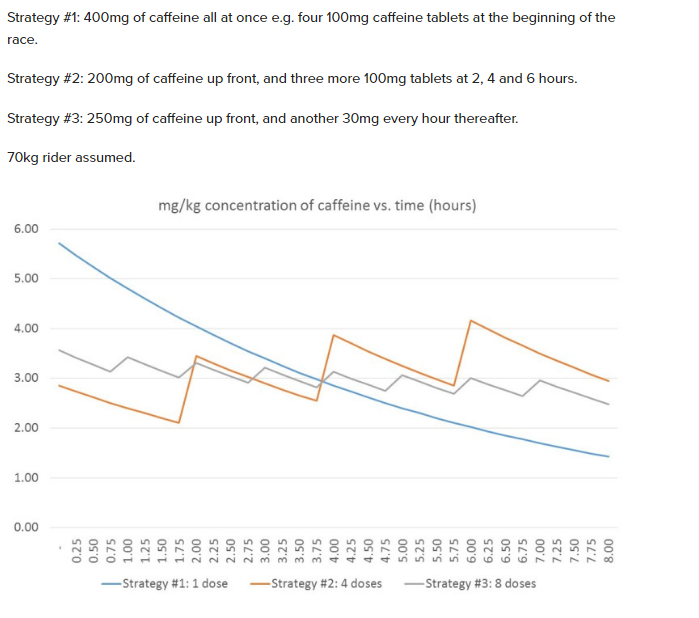 Strategy #1: 400mg of caffeine all at once e.g. four 100mg caffeine tablets at the beginning of the
race.
Strategy #2: 200mg of caffeine up front, and three more 100mg tablets at 2, 4 and 6 hours.
Strategy #3: 250mg of caffeine up front, and another 30mg every hour thereafter.
70kg rider assumed.
mg/kg concentration of caffeine vs. time (hours)
6.00
5.00
4.00
3.00
2.00
1.00
0.00
- 0.25 0.50 0.75 1.00 1.25 1.50 1.75 2.00 2.25 2.50 2.75 3.00 3.25 3.50 3.75 4.00 4.25 4.50 4.75 5.00 5.25 5.50 5.75 6.00 6.25 6.50 6.75 7.00 7.25 7.50 7.75 8.00
Strategy #1: 1 dose Strategy #2: 4 doses Strategy #3: 8 doses